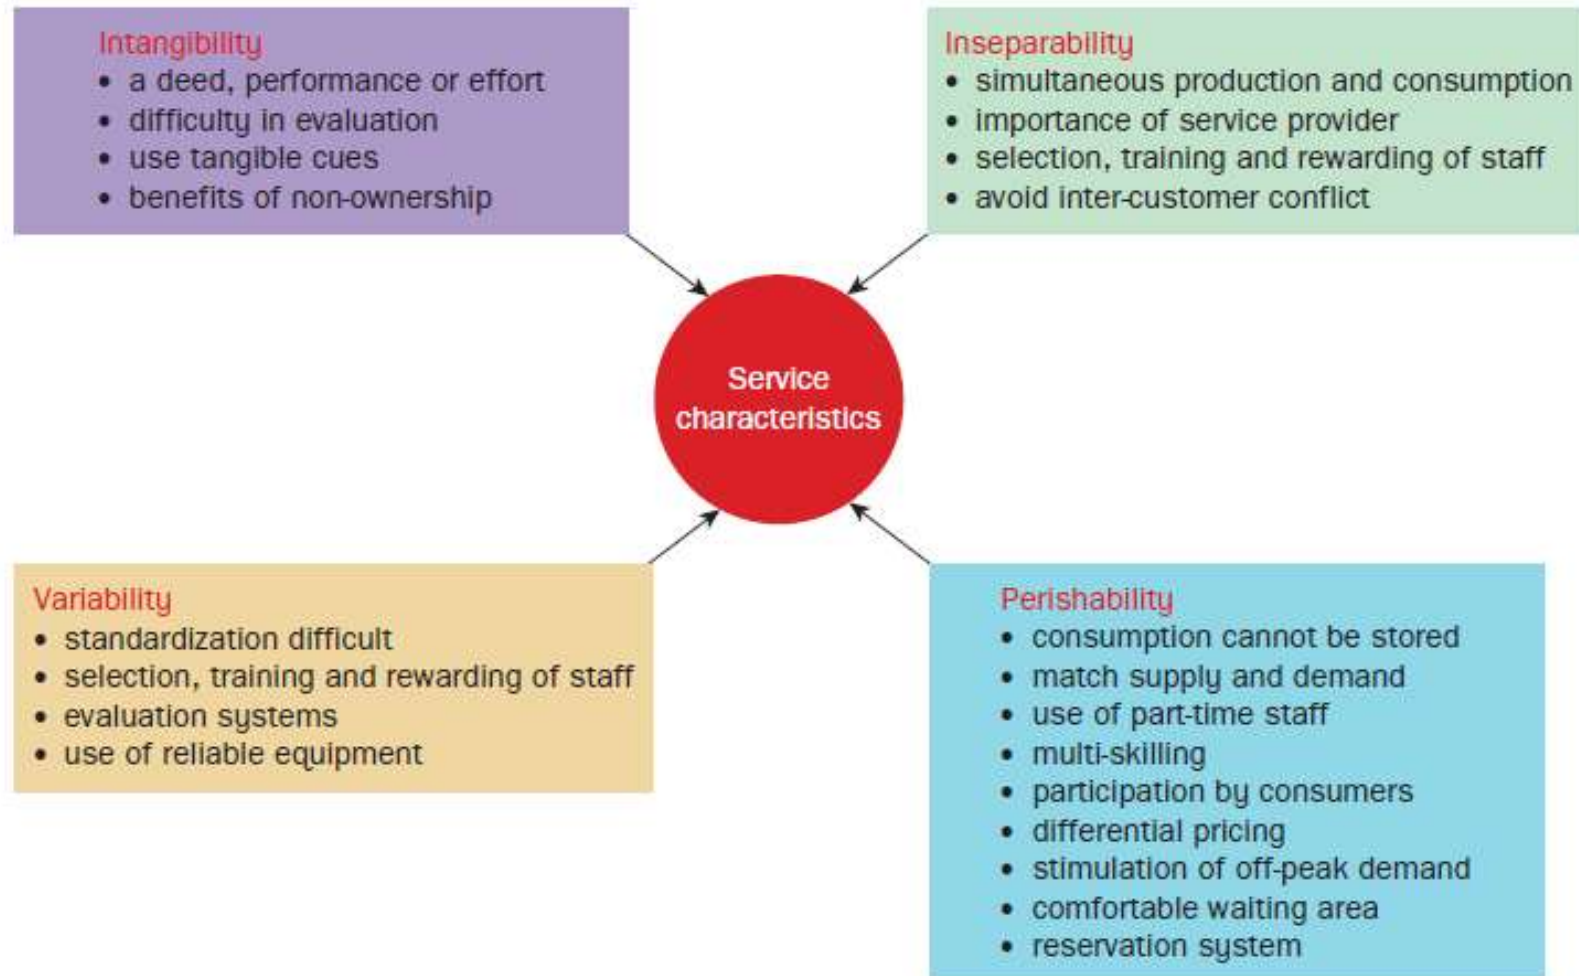 Intangibility
• a deed, performance or effort
• difficulty in evaluation
• use tangible cues
• benefits of non-ownership
Inseparability
• simultaneous production and consumption
• importance of service provider
• selection, training and rewarding of staff
• avoid inter-customer conflict
Service
characteristics
Variability
• standardization difficult
• selection, training and rewarding of staff
• evaluation systems
• use of reliable equipment
Perishability
• consumption cannot be stored
• match supply and demand
• use of part-time staff
• multi-skilling
• participation by consumers
• differential pricing
• stimulation of off-peak demand
• comfortable waiting area
• reservation system